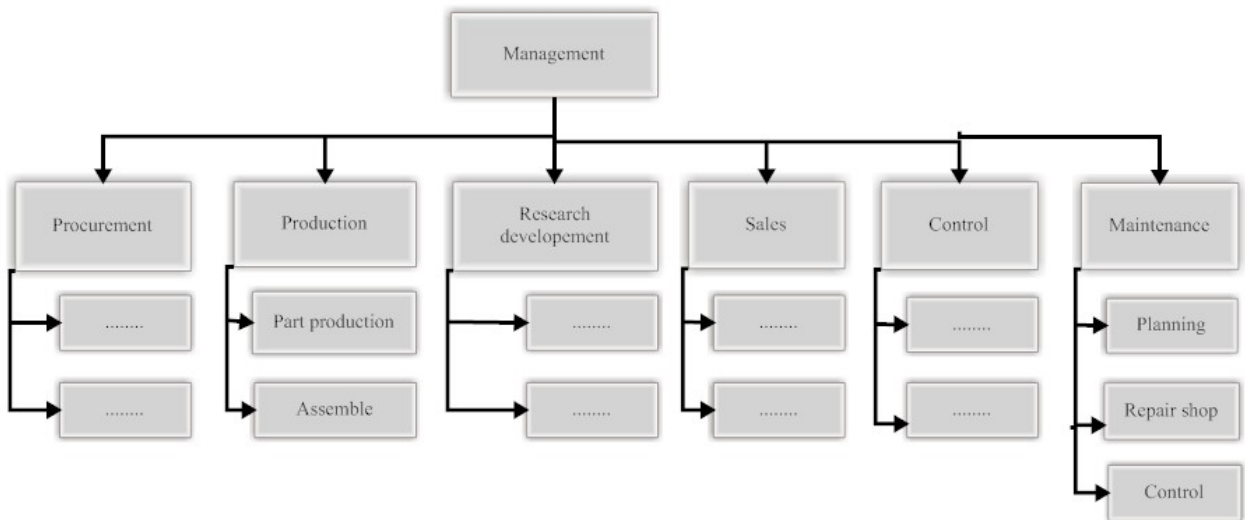 Management
Procurement
Production
Research
developement
Sales
Control
Maintenance
........
Part production
........
........
........
Planning
........
Assemble
........
........
........
Repair shop
Control